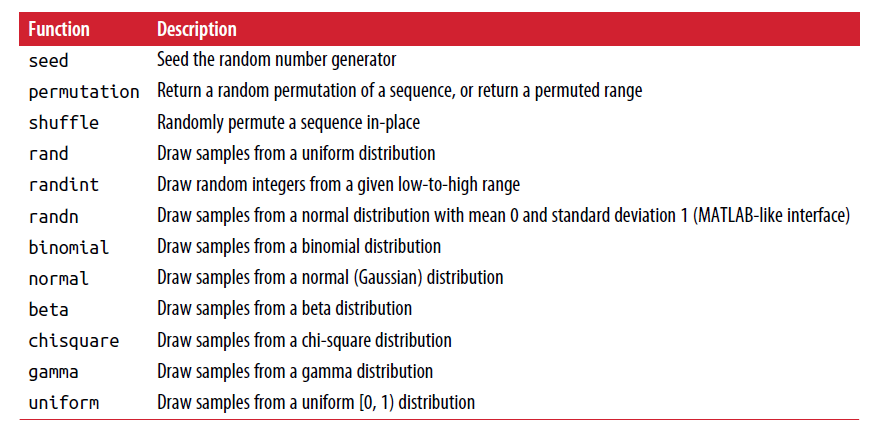 Function Description
seed Seed the random number generator
permutation Return a random permutation of a sequence, or return a permuted range
shuffle Randomly permute a sequence in-place
rand Draw samples from a uniform distribution
randint Draw random integers from a given low-to-high range
randn Draw samples from a normal distribution with mean 0 and standard deviation 1 (MATLAB-like interface)
binomial Draw samples from a binomial distribution
normal Draw samples from a normal (Gaussian) distribution
beta Draw samples from a beta distribution
chisquare Draw samples from a chi-square distribution
gamma Draw samples from a gamma distribution
uniform Draw samples from a uniform [0, 1) distribution